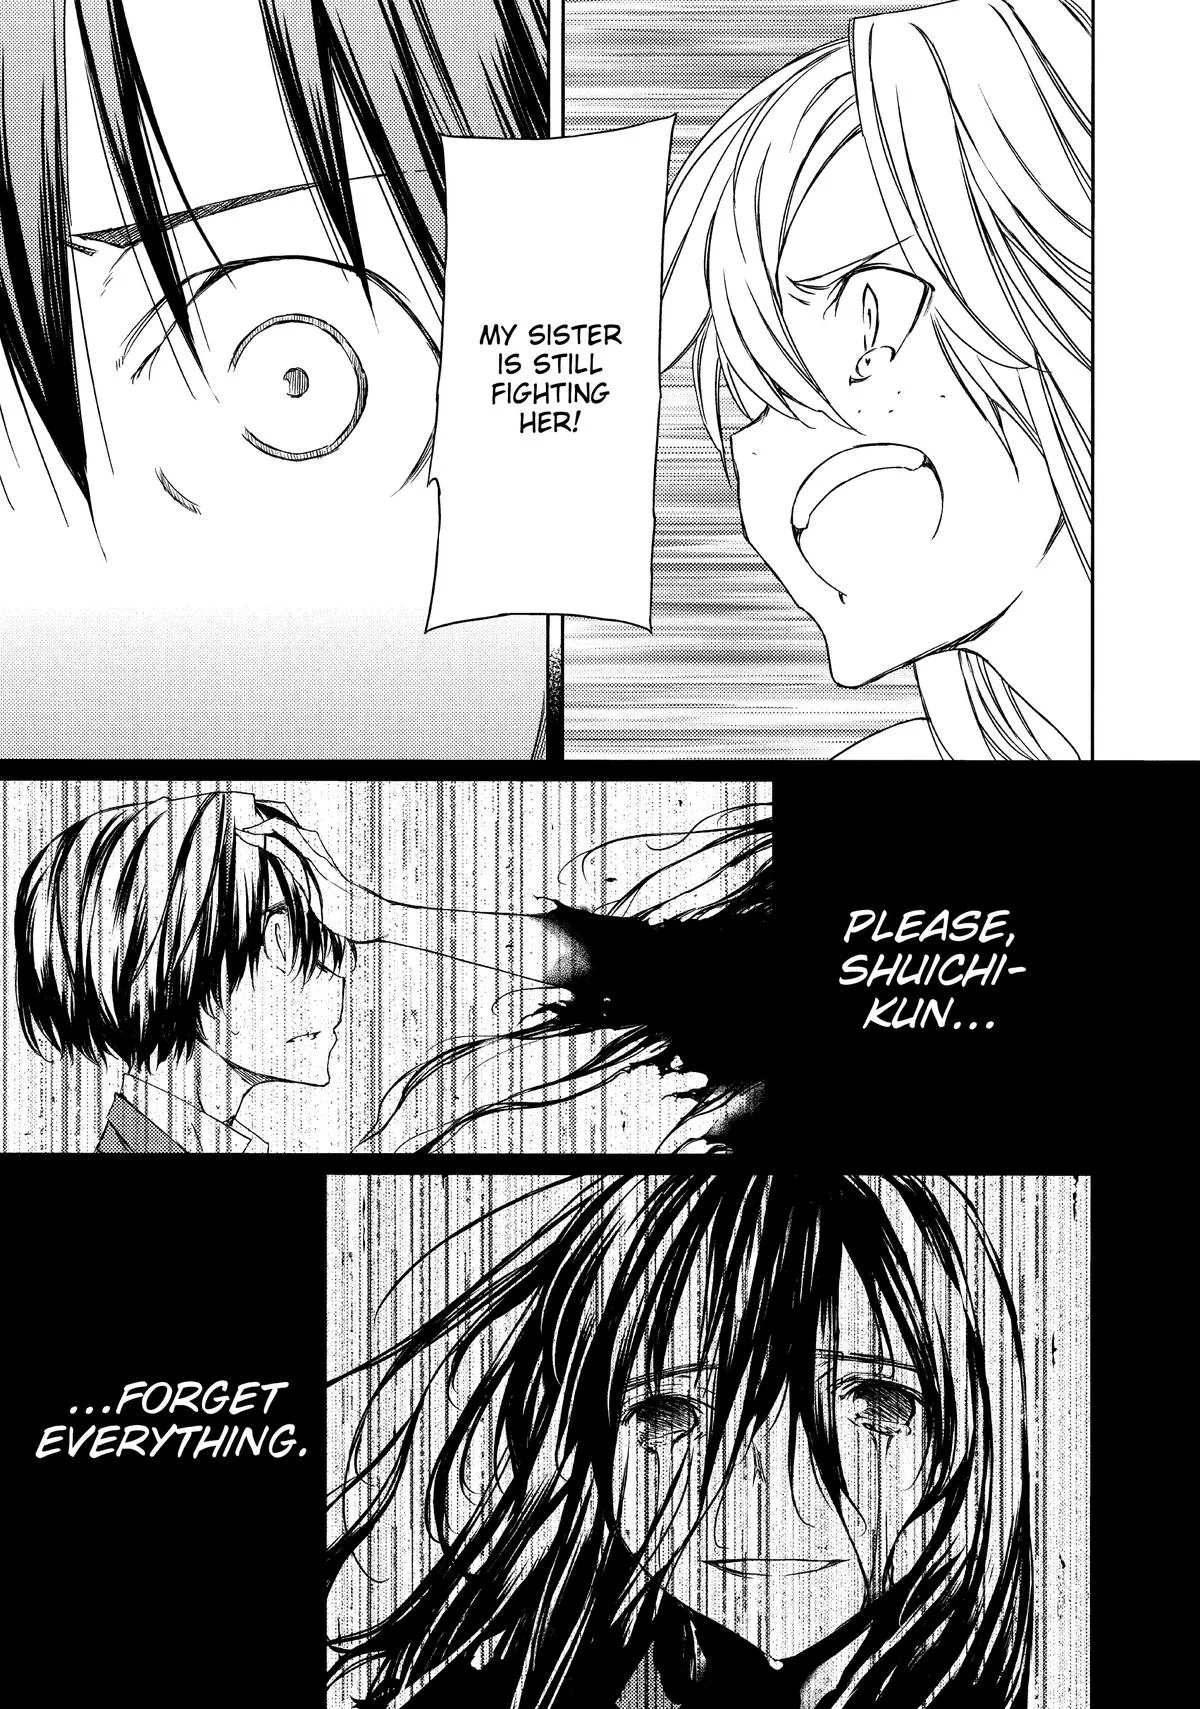 MY SISTER
IS STILL
FIGHTING
HER!
PLEASE,
SHUICHI-
KUN...
...FORGET
EVERYTHING.